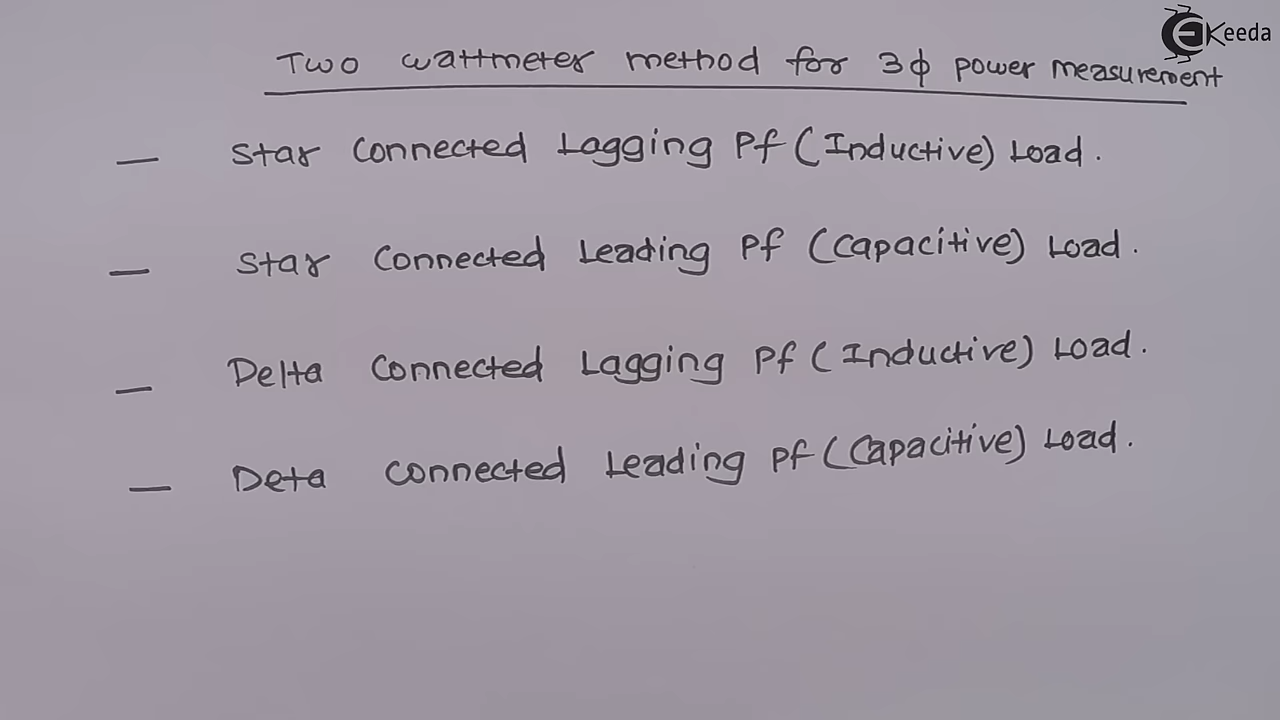 EKeeda
Two wattmeter method for 3ϕ power measurement
— Star Connected Lagging Pf (Inductive) Load.
— Star Connected Leading Pf (Capacitive) Load.
— Delta Connected Lagging Pf (Inductive) Load.
— Deta Connected Leading Pf (Capacitive) Load.